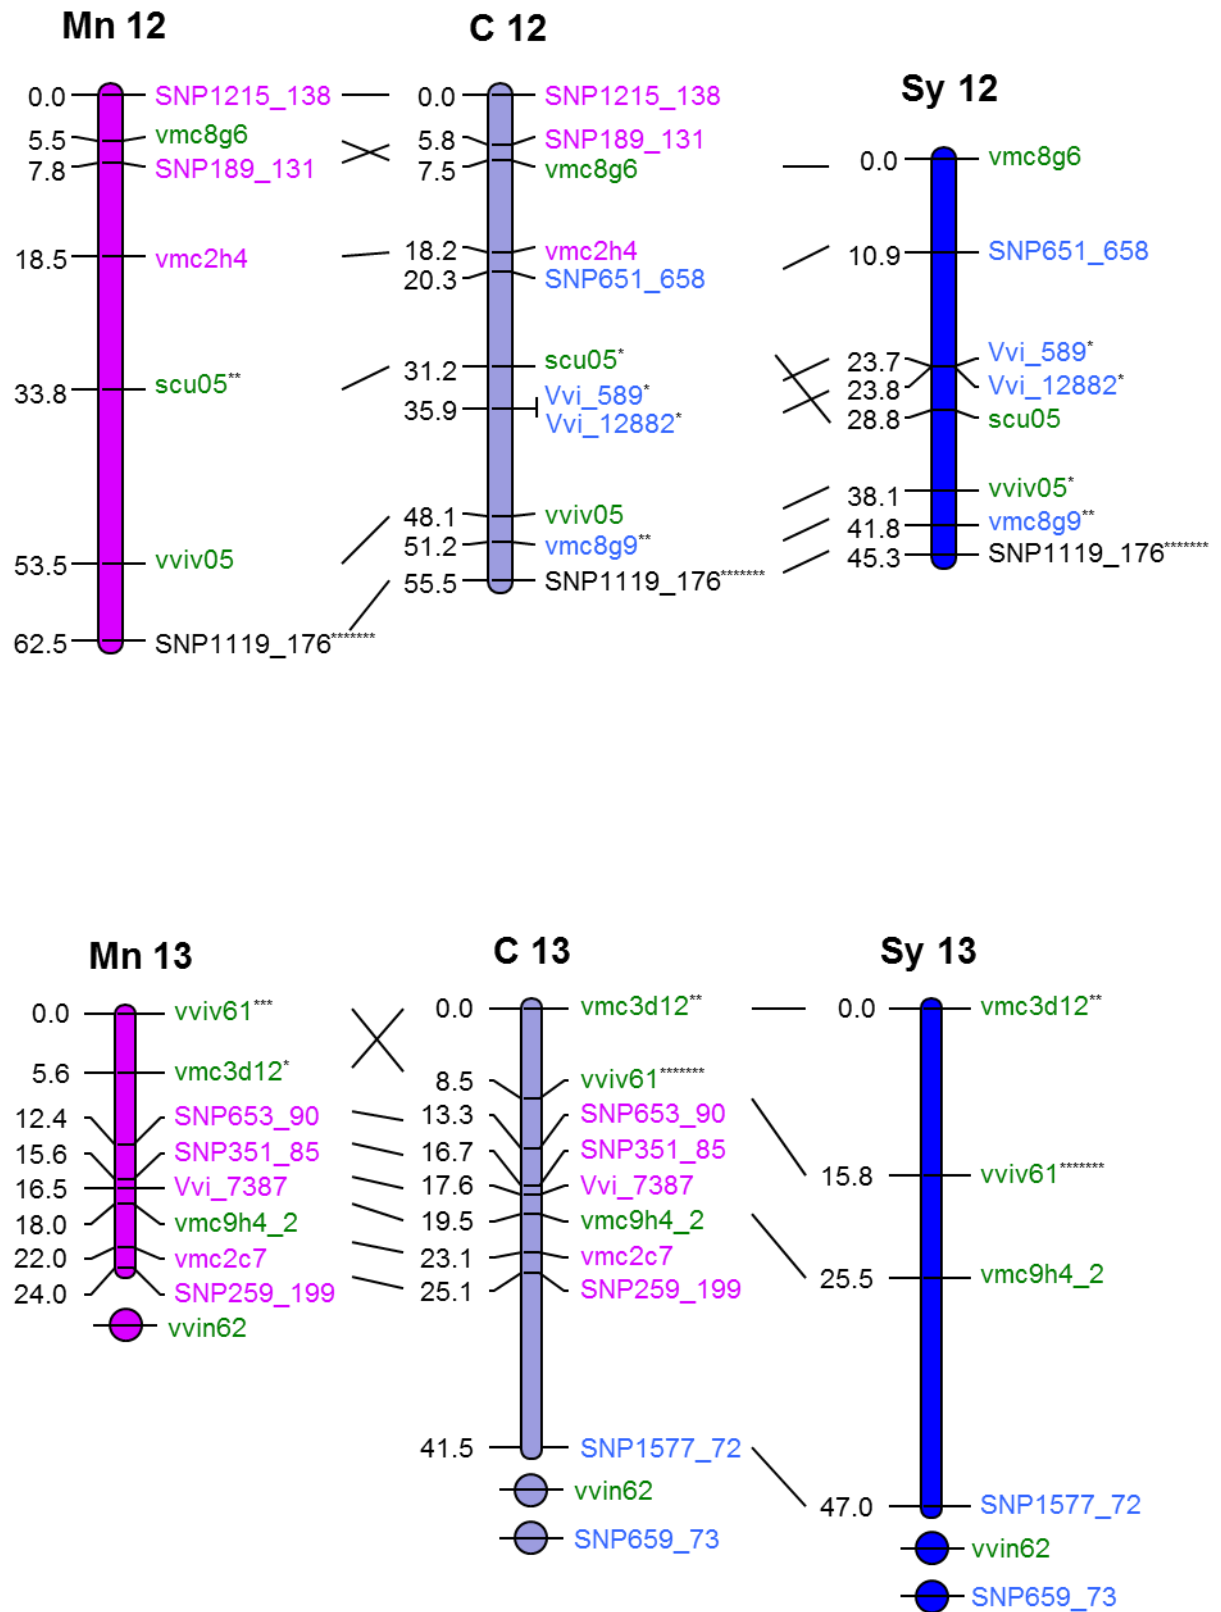 Mn 12
0.0 SNP1215_138
5.5 vmc8g6
7.8 SNP189_131
18.5 vmc2h4
33.8 scu05**
53.5 vviv05
62.5 SNP1119_176*******
C 12
0.0 SNP1215_138
5.8 SNP189_131
7.5 vmc8g6
18.2 vmc2h4
20.3 SNP651_658
31.2 scu05*
35.9 Vvi_589*
Vvi_12882*
48.1 vviv05
51.2 vmc8g9**
55.5 SNP1119_176*******
Sy 12
0.0 vmc8g6
10.9 SNP651_658
23.7 Vvi_589*
23.8 Vvi_12882*
28.8 scu05
38.1 vviv05*
41.8 vmc8g9**
45.3 SNP1119_176*******
Mn 13
0.0 vviv61***
5.6 vmc3d12*
12.4 SNP653_90
15.6 SNP351_85
16.5 Vvi_7387
18.0 vmc9h4_2
22.0 vmc2c7
24.0 SNP259_199
vvin62
C 13
0.0 vmc3d12**
8.5 vviv61*******
13.3 SNP653_90
16.7 SNP351_85
17.6 Vvi_7387
19.5 vmc9h4_2
23.1 vmc2c7
25.1 SNP259_199
41.5 SNP1577_72
vvin62
SNP659_73
Sy 13
0.0 vmc3d12**
15.8 vviv61*******
25.5 vmc9h4_2
47.0 SNP1577_72
vvin62
SNP659_73